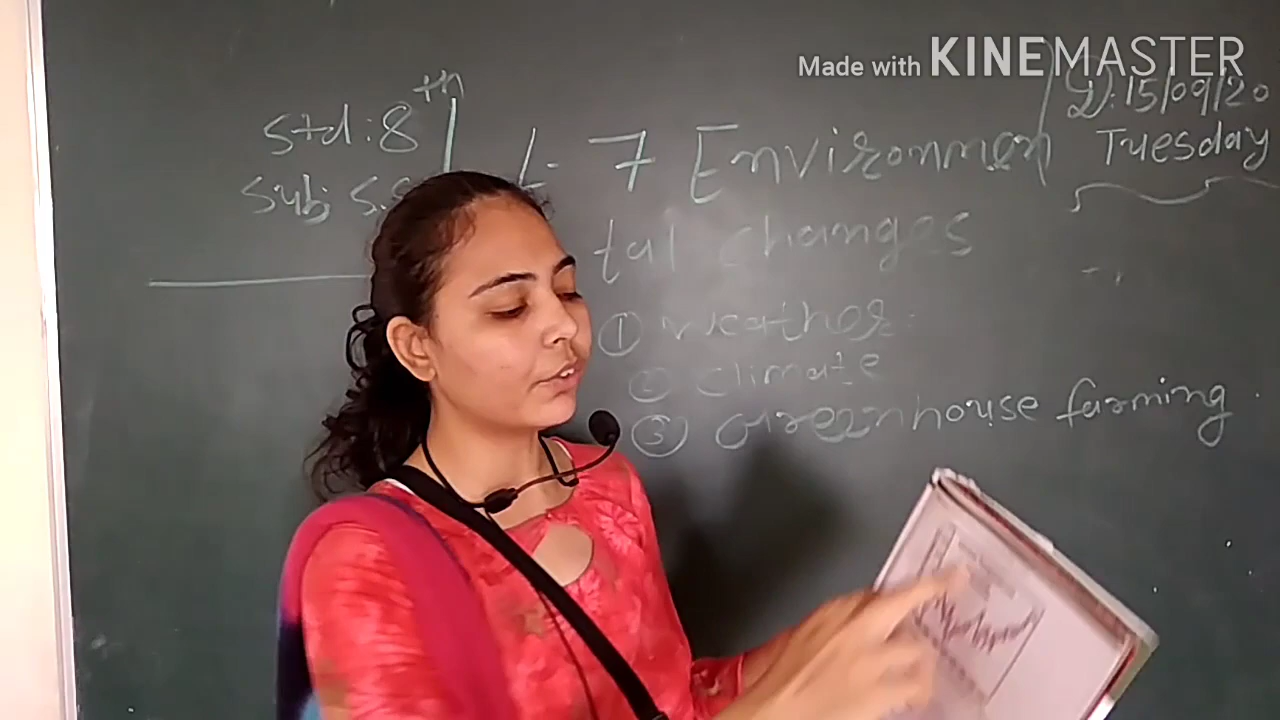 Made with KINEMASTER
Std: 8th
Sub: S.S
L-7 Environmen
tal changes
① weather:
② climate
③ Greenhouse farming
D: 15/09/20
Tuesday